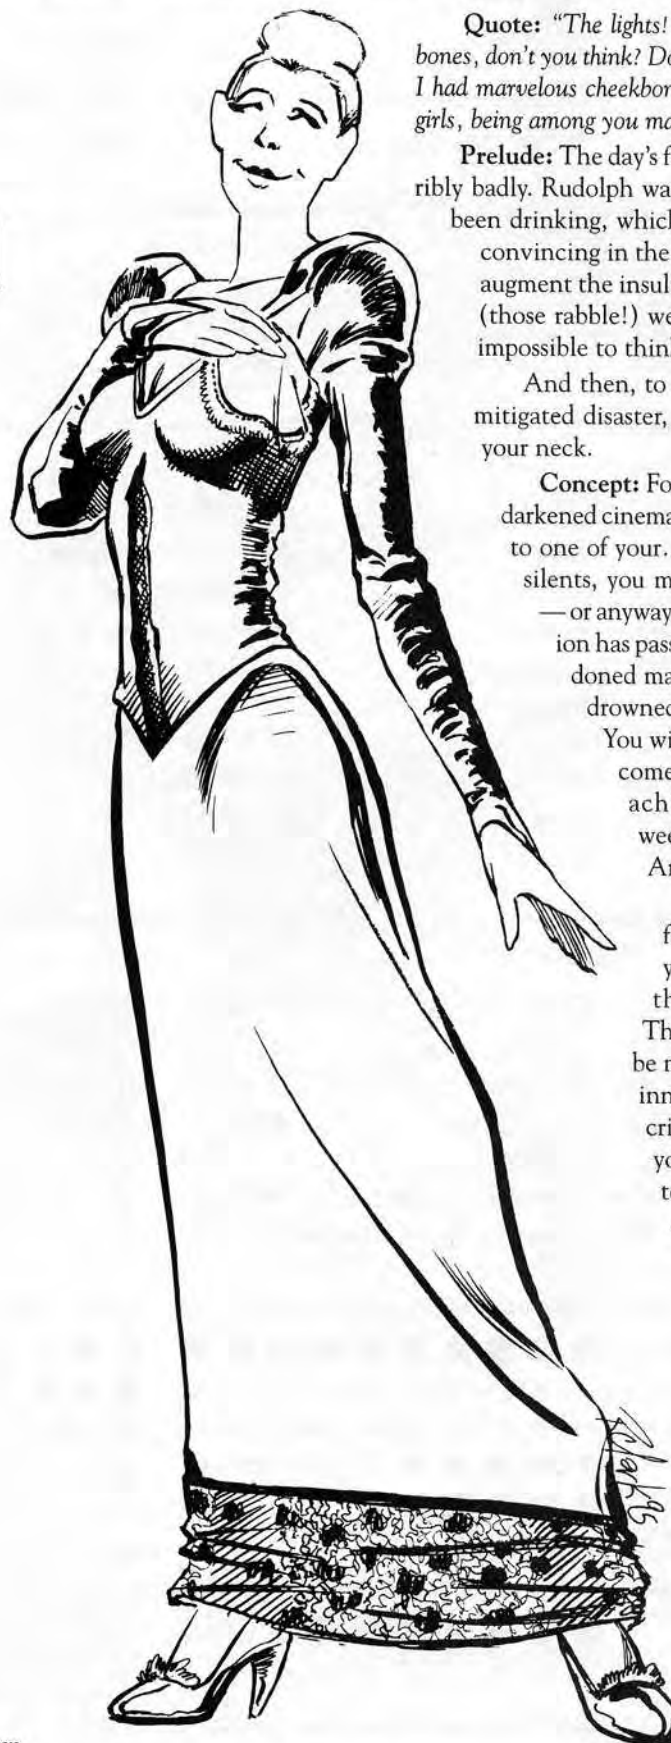 Quote: "The lights!
bones, don't you think? Do
I had marvelous cheekbon
girls, being among you ma
Prelude: The day's f
ribly badly. Rudolph wa
been drinking, which
convincing in the
augment the insul
(those rabble!) we
impossible to think
And then, to
mitigated disaster,
your neck.
Concept: Fo
darkened cinema
to one of your.
silents, you m
— or anyway
ion has pass
doned ma
drowned
You wi
come
ach
wee
An
f
y
th
Th
be r
inn
cri
yo
t